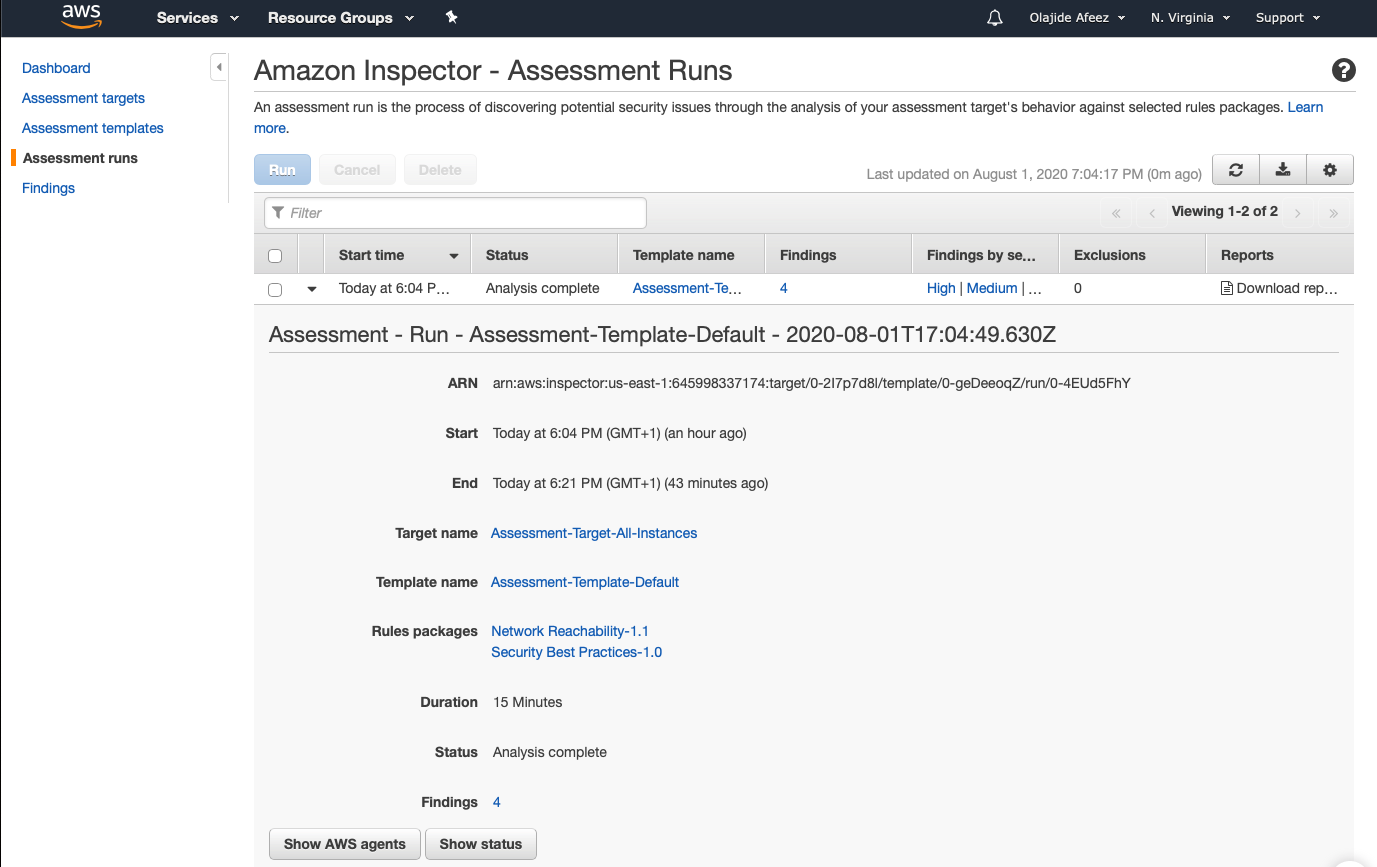 aws
Services
Resource Groups
Olajide Afeez
N. Virginia
Support
Dashboard
Assessment targets
Assessment templates
Assessment runs
Findings
Amazon Inspector - Assessment Runs
An assessment run is the process of discovering potential security issues through the analysis of your assessment target's behavior against selected rules packages. Learn
more.
Run
Cancel
Delete
Last updated on August 1, 2020 7:04:17 PM (0m ago)
Filter
« ‹ Viewing 1-2 of 2 › »
Start time Status Template name Findings Findings by se... Exclusions Reports
Today at 6:04 P... Analysis complete Assessment-Te... 4 High | Medium | ... 0 Download rep...
Assessment - Run - Assessment-Template-Default - 2020-08-01T17:04:49.630Z
ARN arn:aws:inspector:us-east-1:645998337174:target/0-2I7p7d8l/template/0-geDeeoqZ/run/0-4EUd5FhY
Start Today at 6:04 PM (GMT+1) (an hour ago)
End Today at 6:21 PM (GMT+1) (43 minutes ago)
Target name Assessment-Target-All-Instances
Template name Assessment-Template-Default
Rules packages Network Reachability-1.1
Security Best Practices-1.0
Duration 15 Minutes
Status Analysis complete
Findings 4
Show AWS agents
Show status